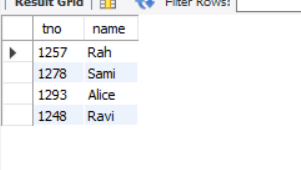 Result Grid Filter Rows:
tno name
1257 Rah
1278 Sami
1293 Alice
1248 Ravi